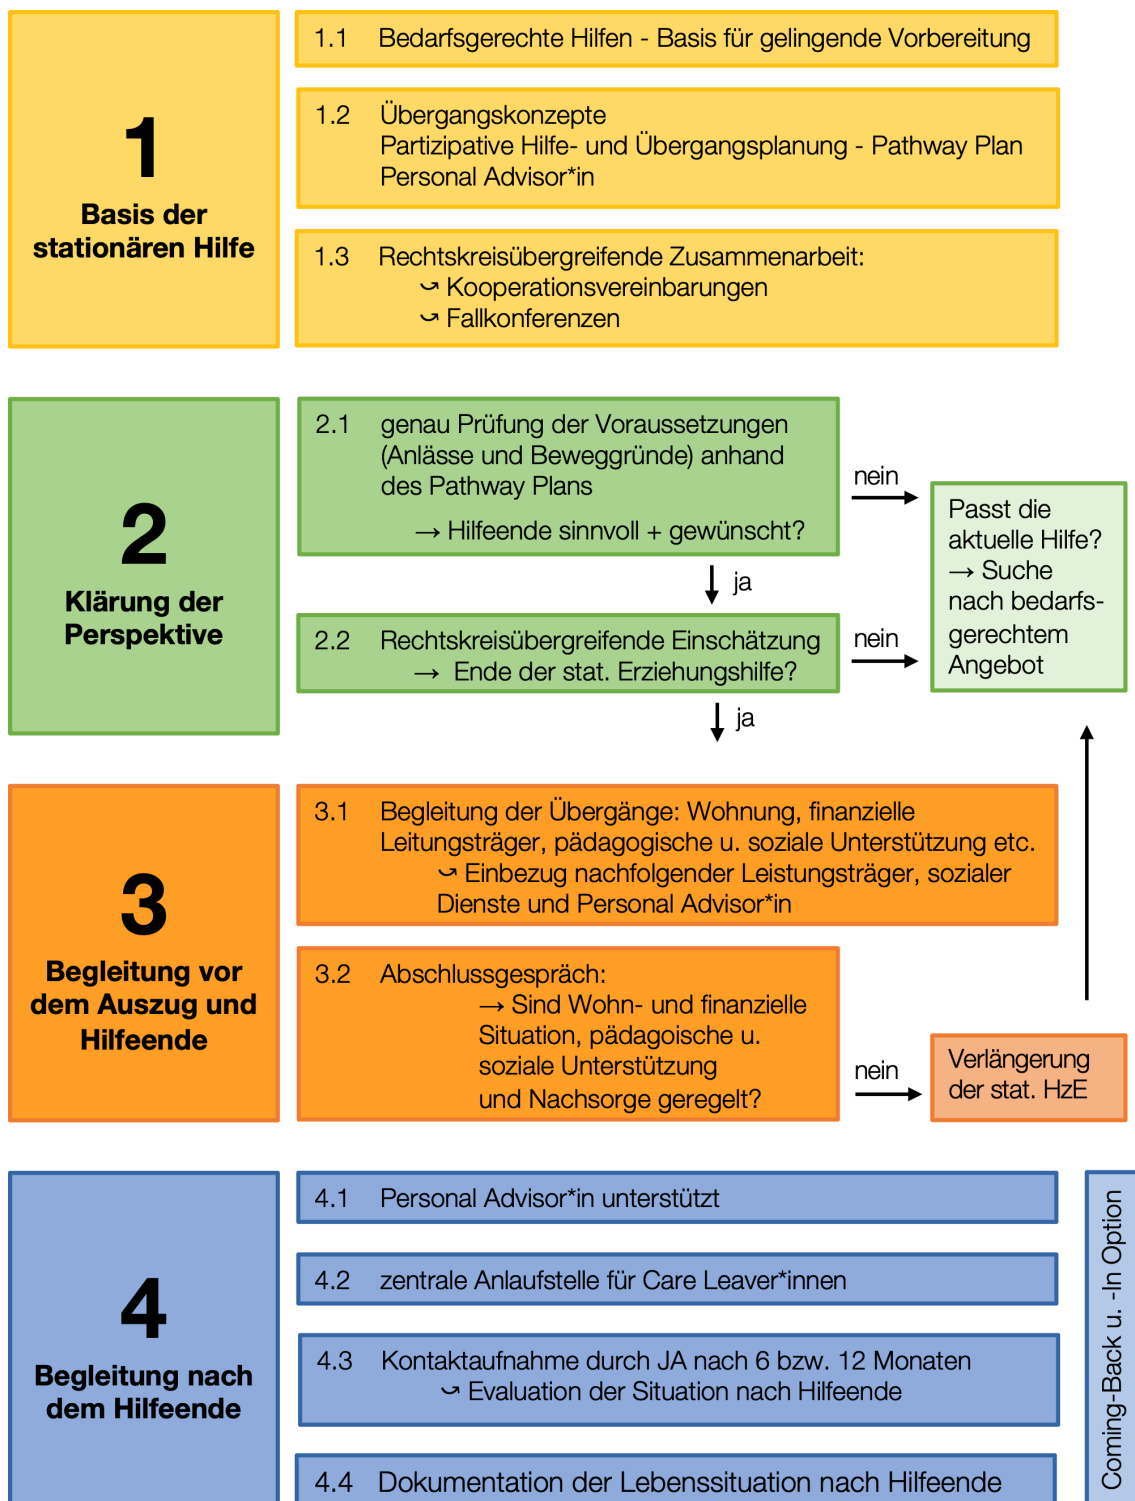 1
Basis der
stationären Hilfe
1.1 Bedarfsgerechte Hilfen - Basis für gelingende Vorbereitung
1.2 Übergangskonzepte
Partizipative Hilfe- und Übergangsplanung - Pathway Plan
Personal Advisor*in
1.3 Rechtskreisübergreifende Zusammenarbeit:
⤻ Kooperationsvereinbarungen
⤻ Fallkonferenzen
2
Klärung der
Perspektive
2.1 genau Prüfung der Voraussetzungen
(Anlässe und Beweggründe) anhand
des Pathway Plans
→ Hilfeende sinnvoll + gewünscht?
nein
ja
2.2 Rechtskreisübergreifende Einschätzung
→ Ende der stat. Erziehungshilfe?
nein
ja
Passt die
aktuelle Hilfe?
→ Suche
nach bedarfs-
gerechtem
Angebot
3
Begleitung vor
dem Auszug und
Hilfeende
3.1 Begleitung der Übergänge: Wohnung, finanzielle
Leitungsträger, pädagogische u. soziale Unterstützung etc.
⤻ Einbezug nachfolgender Leistungsträger, sozialer
Dienste und Personal Advisor*in
3.2 Abschlussgespräch:
→ Sind Wohn- und finanzielle
Situation, pädagoische u.
soziale Unterstützung
und Nachsorge geregelt?
nein
Verlängerung
der stat. HzE
4
Begleitung nach
dem Hilfeende
4.1 Personal Advisor*in unterstützt
4.2 zentrale Anlaufstelle für Care Leaver*innen
4.3 Kontaktaufnahme durch JA nach 6 bzw. 12 Monaten
⤻ Evaluation der Situation nach Hilfeende
4.4 Dokumentation der Lebenssituation nach Hilfeende
Coming-Back u. -In Option